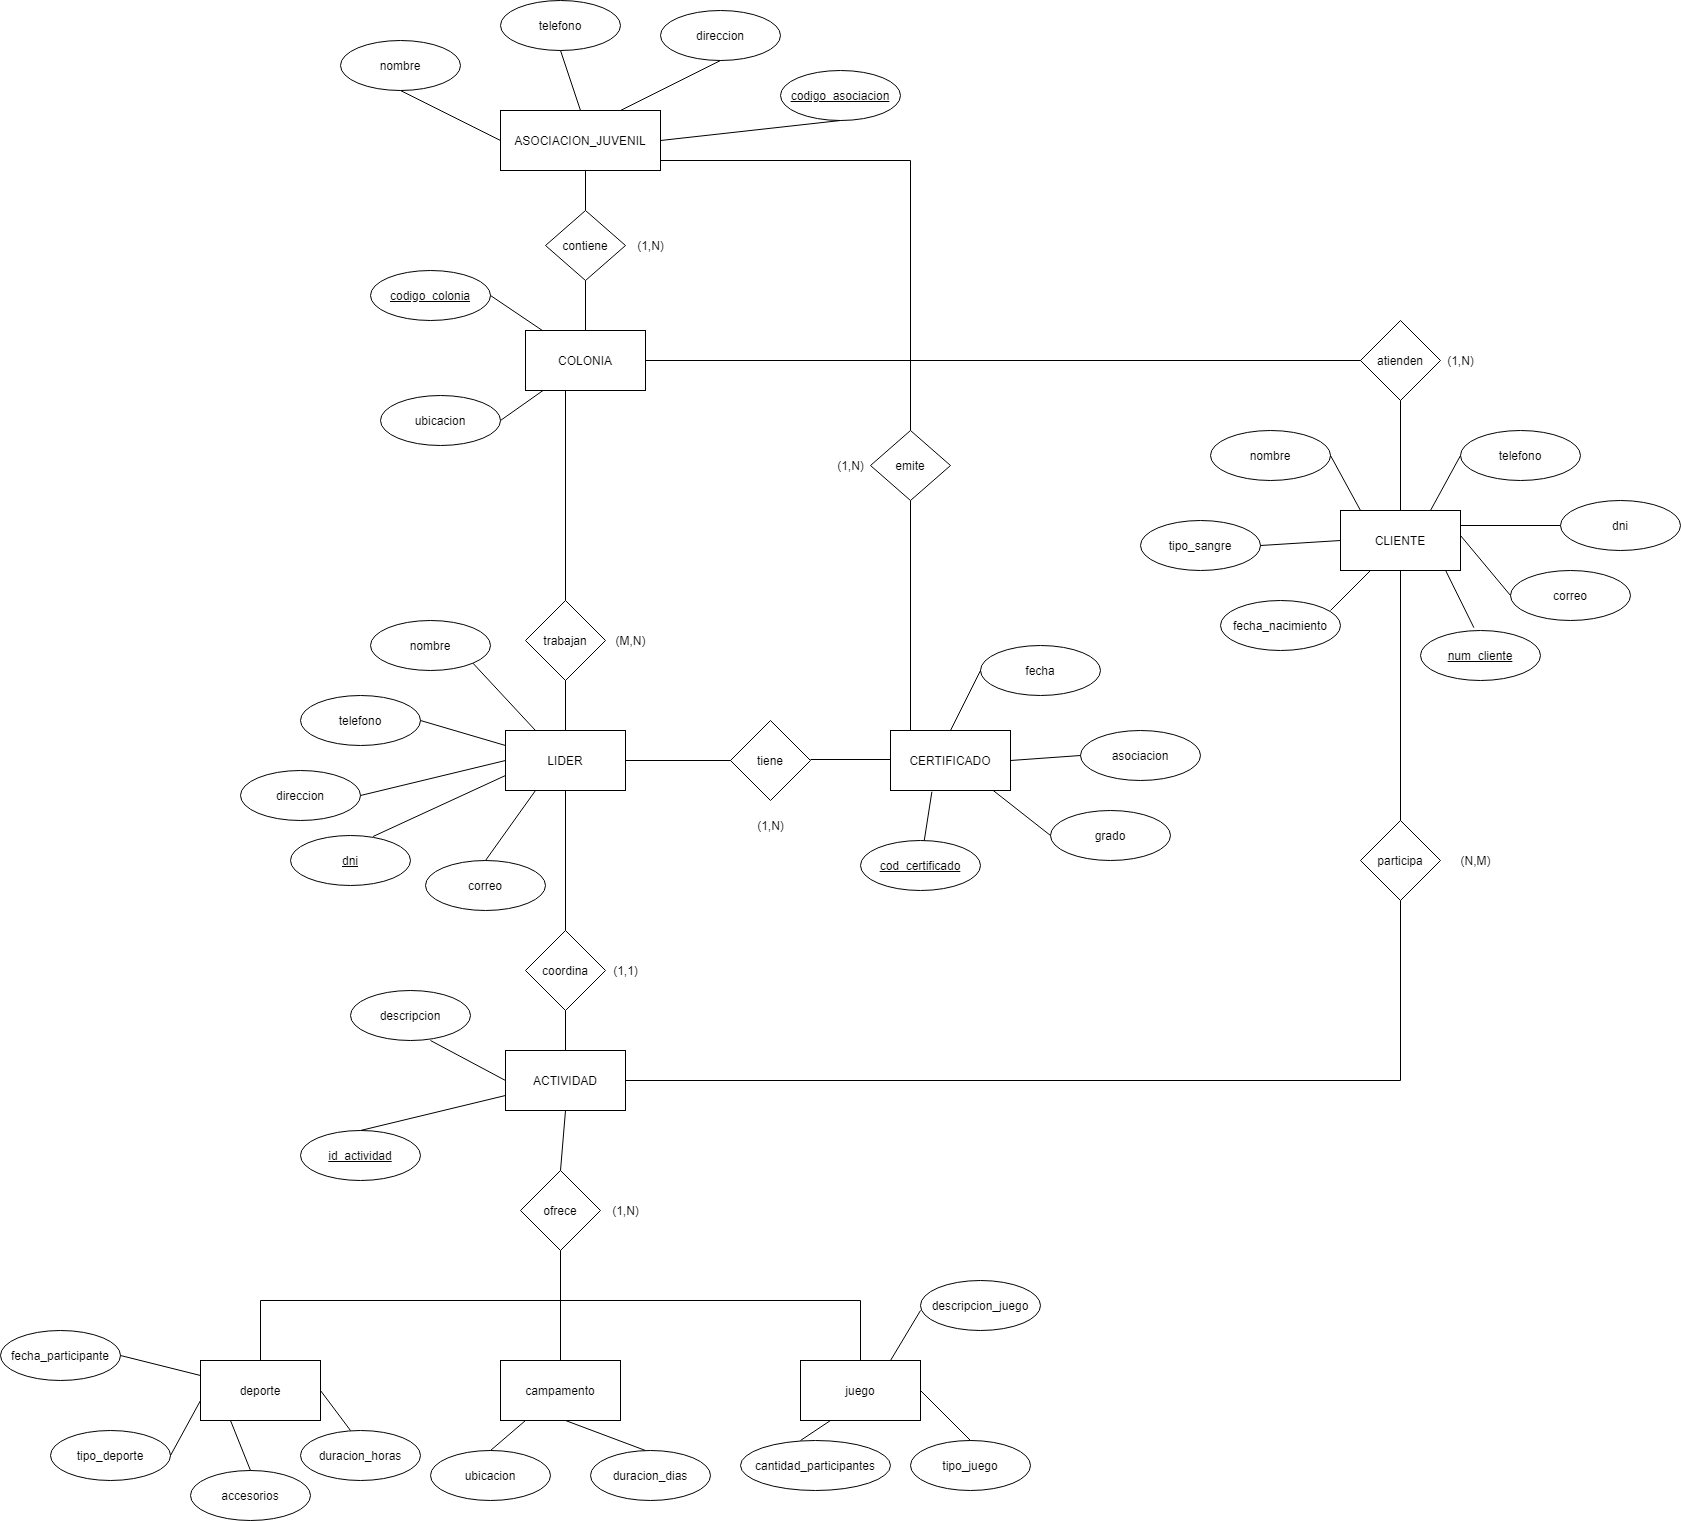 telefono
direccion
nombre
codigo_asociacion
ASOCIACION_JUVENIL
contiene
(1,N)
codigo_colonia
COLONIA
atienden
(1,N)
ubicacion
nombre
telefono
(1,N)
emite
dni
CLIENTE
tipo_sangre
correo
fecha_nacimiento
num_cliente
nombre
trabajan
(M,N)
fecha
telefono
LIDER
tiene
CERTIFICADO
asociacion
direccion
(1,N)
grado
dni
cod_certificado
participa
(N,M)
correo
coordina
(1,1)
descripcion
ACTIVIDAD
id_actividad
ofrece
(1,N)
descripcion_juego
fecha_participante
deporte
campamento
juego
tipo_deporte
duracion_horas
cantidad_participantes
tipo_juego
ubicacion
duracion_dias
accesorios